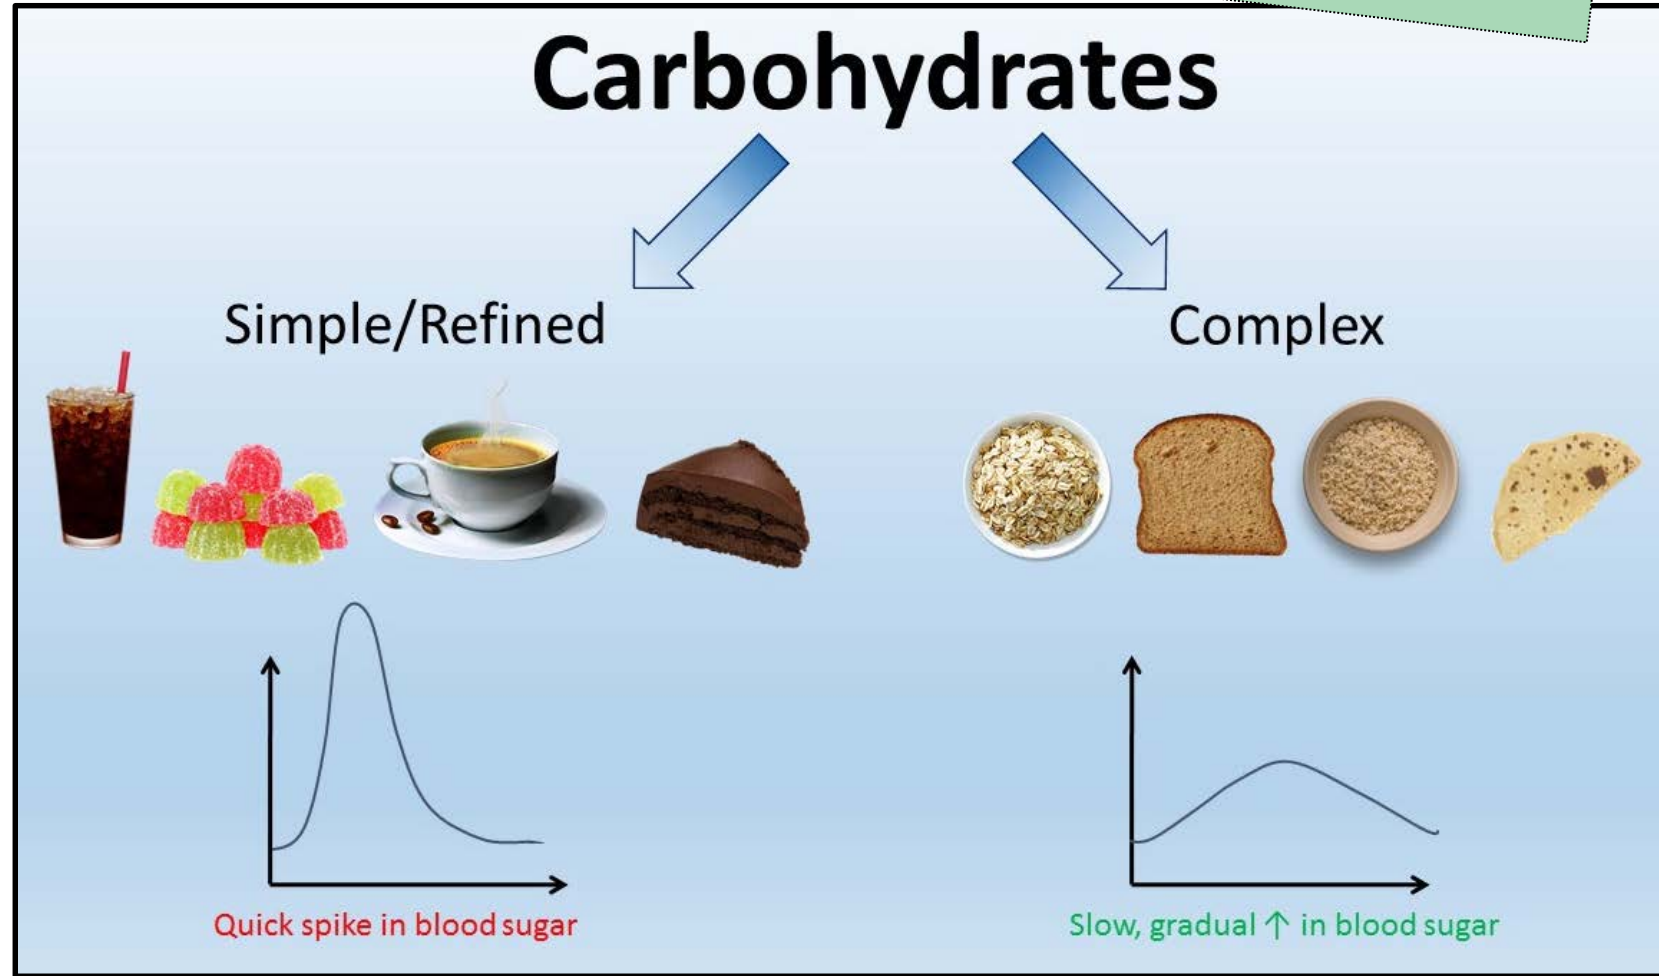 Carbohydrates
Simple/Refined
Complex
Quick spike in blood sugar
Slow, gradual ↑ in blood sugar